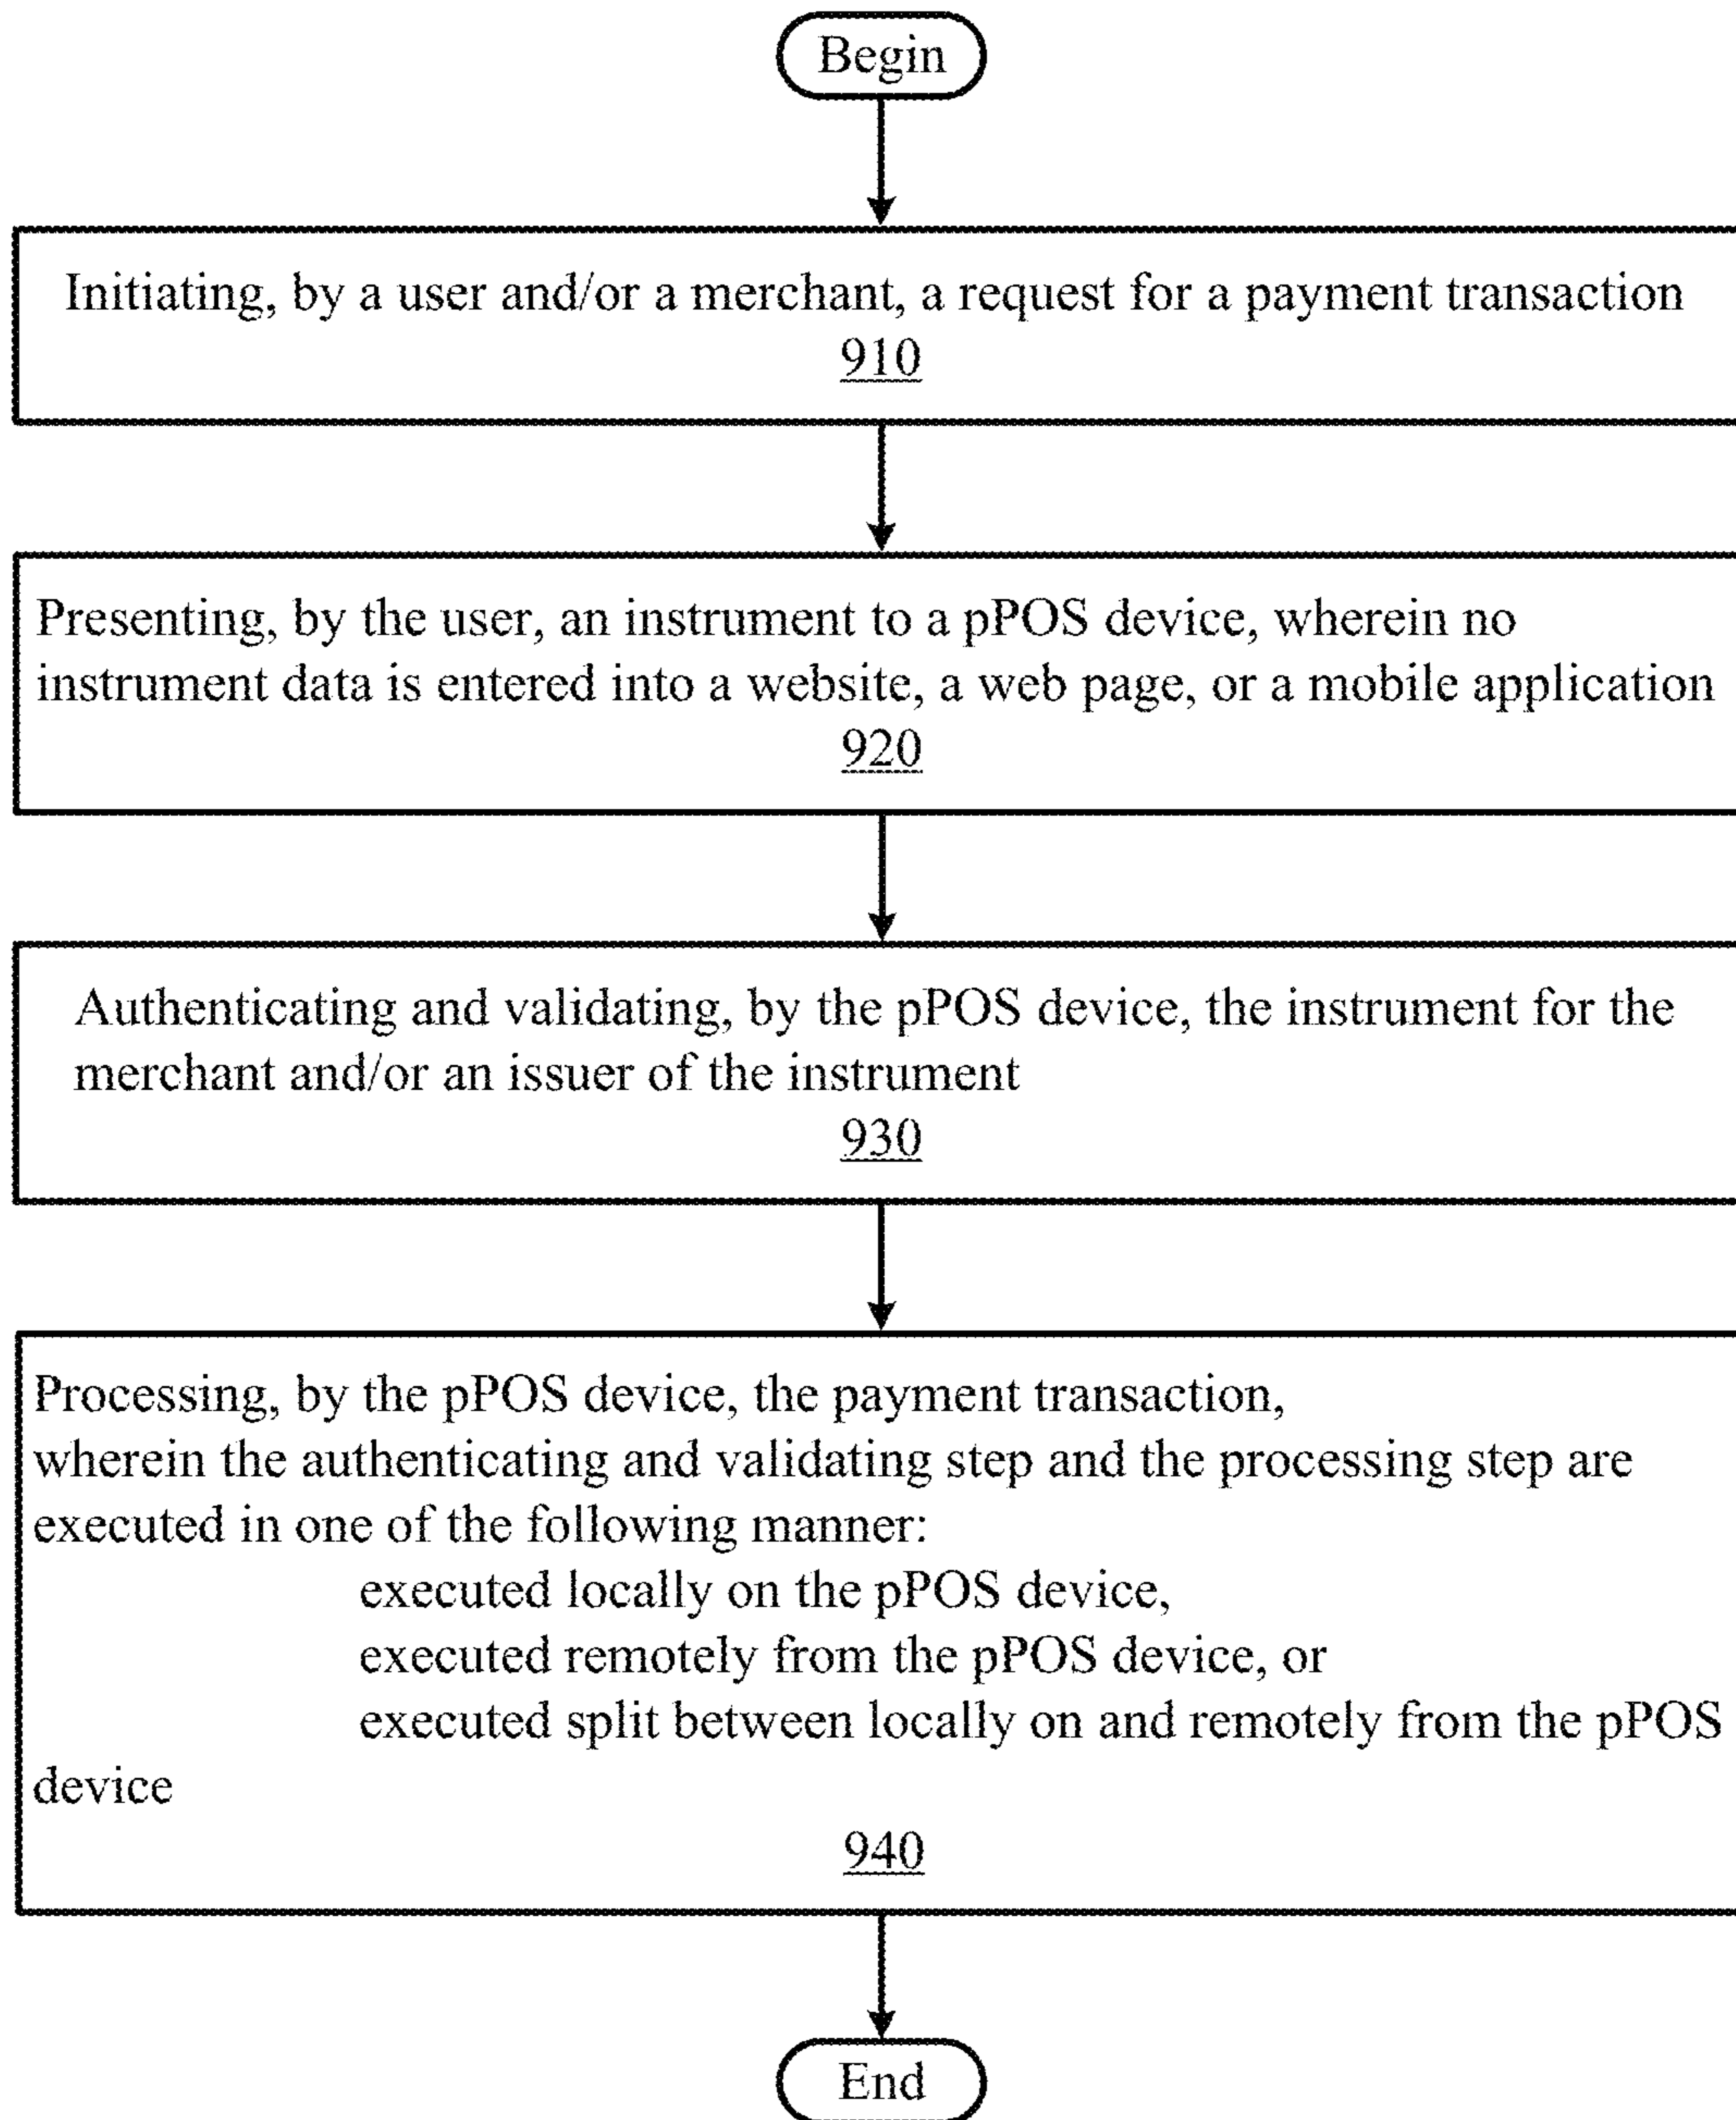 Begin
Initiating, by a user and/or a merchant, a request for a payment transaction
910
Presenting, by the user, an instrument to a pPOS device, wherein no
instrument data is entered into a website, a web page, or a mobile application
920
Authenticating and validating, by the pPOS device, the instrument for the
merchant and/or an issuer of the instrument
930
Processing, by the pPOS device, the payment transaction,
wherein the authenticating and validating step and the processing step are
executed in one of the following manner:
executed locally on the pPOS device,
executed remotely from the pPOS device, or
executed split between locally on and remotely from the pPOS
device
940
End